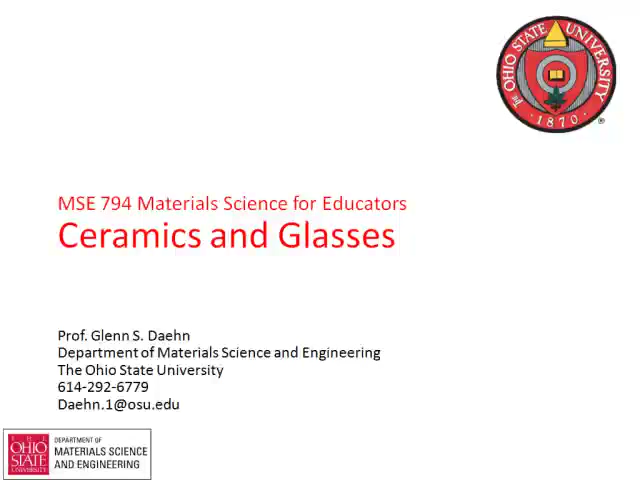 THE OHIO STATE UNIVERSITY
· 1870 ·
®
MSE 794 Materials Science for Educators
Ceramics and Glasses
Prof. Glenn S. Daehn
Department of Materials Science and Engineering
The Ohio State University
614-292-6779
Daehn.1@osu.edu
THE
OHIO
STATE
UNIVERSITY
DEPARTMENT OF
MATERIALS SCIENCE
AND ENGINEERING